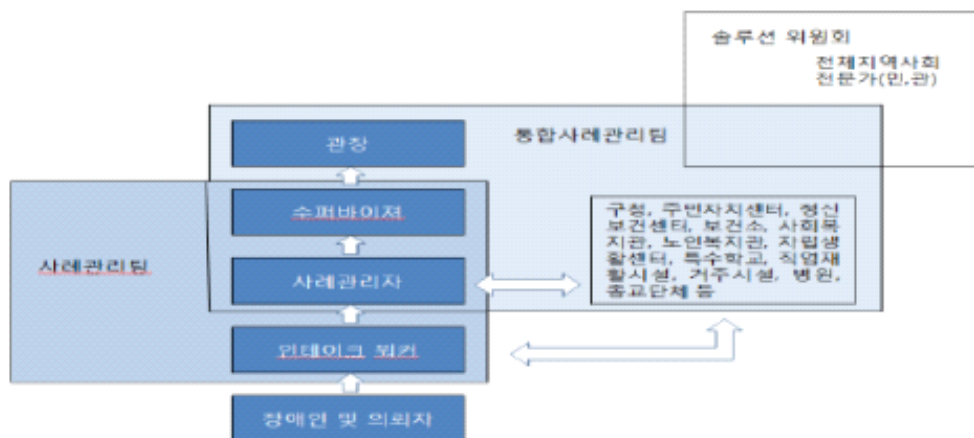 솔루션 위원회
전체지역사회
전문가(민,관)
통합사례관리팀
관장
수퍼바이져
사례관리팀
사례관리자
구청, 주민자치센터, 정신
보건센터, 보건소, 사회복
지관, 노인복지관, 자립생
활센터, 특수학교, 직업재
활시설, 거주시설, 병원,
종교단체 등
인테이크 워커
장애인 및 의뢰자